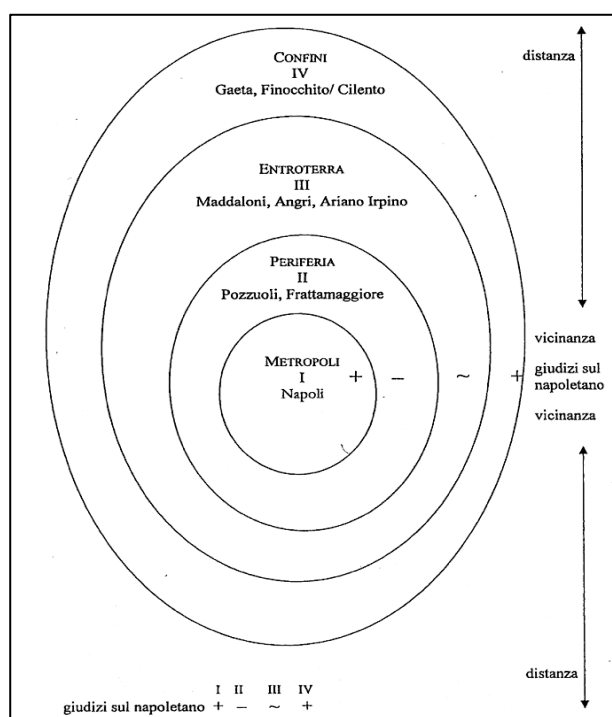 CONFINI
IV
Gaeta, Finocchito/ Cilento
distanza
ENTROTERRA
III
Maddaloni, Angri, Ariano Irpino
PERIFERIA
II
Pozzuoli, Frattamaggiore
vicinanza
METROPOLI
I
Napoli
+ – ~ +
giudizi sul
napoletano
vicinanza
distanza
I II III IV
giudizi sul napoletano + – ~ +